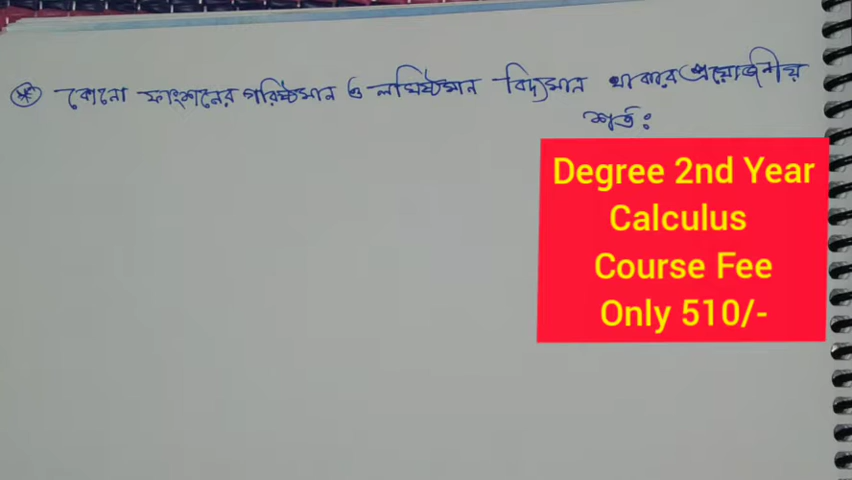 * কোনো ফাংশনের গরিষ্ঠমান ও লঘিষ্ঠমান বিদ্যমান থাকার প্রয়োজনীয়
শর্ত:
Degree 2nd Year
Calculus
Course Fee
Only 510/-